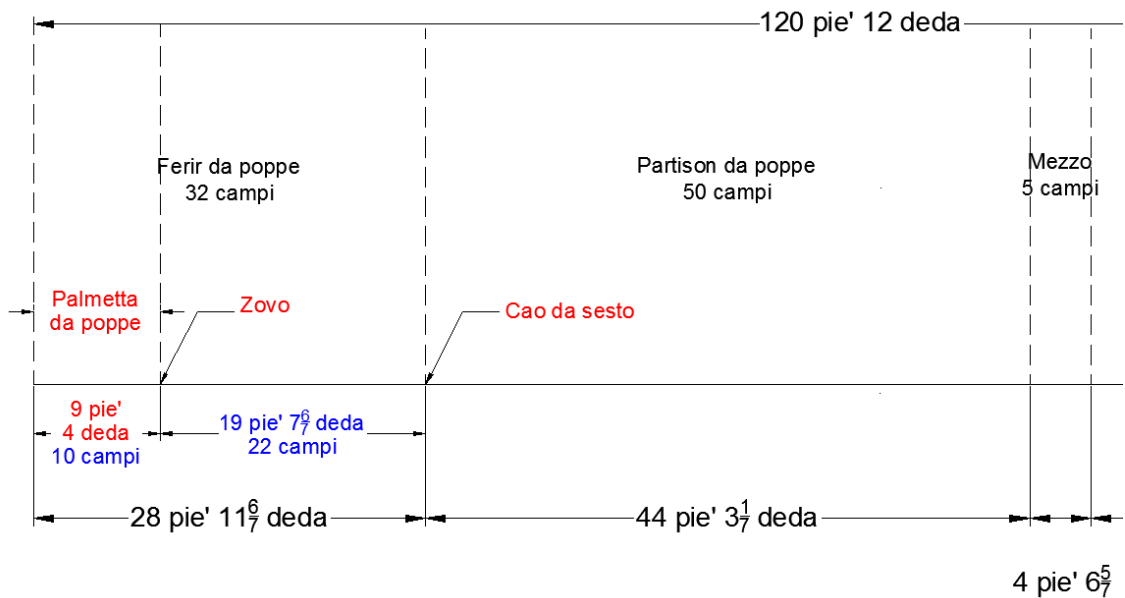 120 pie' 12 deda
Ferir da poppe
32 campi
Partison da poppe
50 campi
Mezzo
5 campi
Palmetta
da poppe
Zovo
Cao da sesto
9 pie'
4 deda
10 campi
19 pie' 7 6/7 deda
22 campi
28 pie' 11 6/7 deda
44 pie' 3 1/7 deda
4 pie' 6 5/7